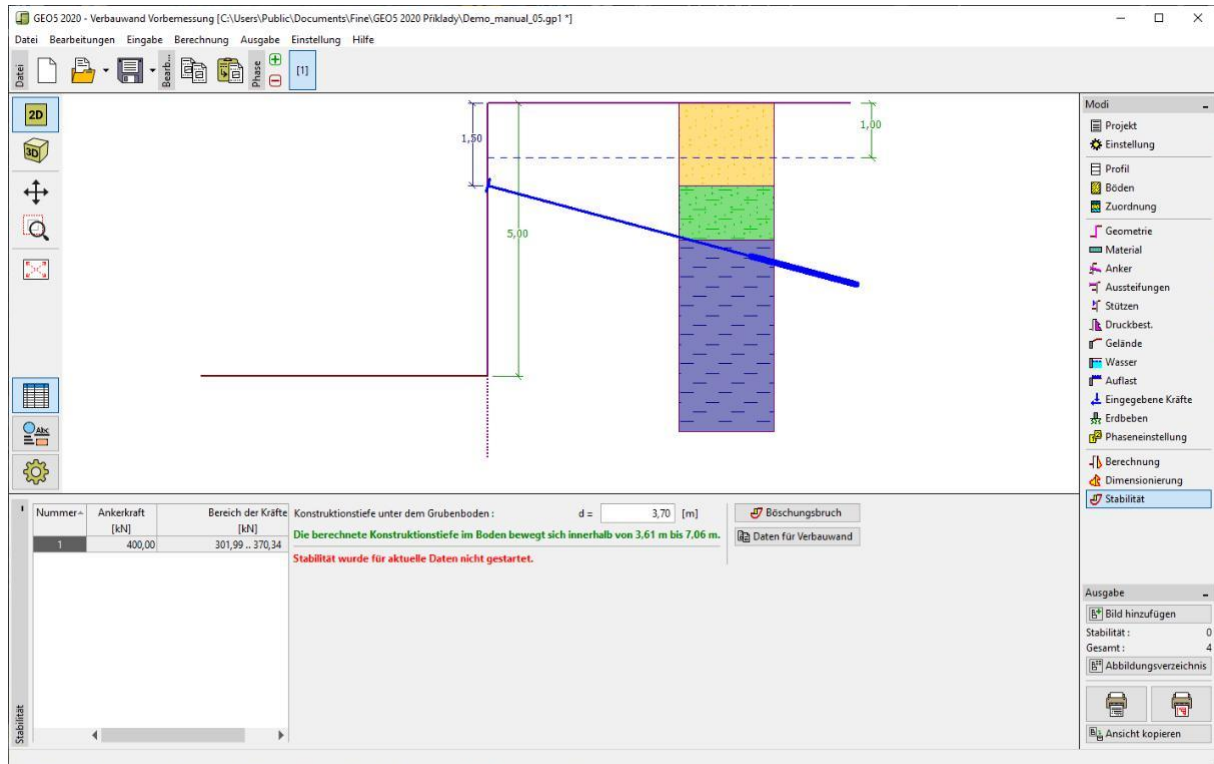 GEO5 2020 - Verbauwand Vorbemessung [C:\Users\Public\Documents\Fine\GEO5 2020 Příklady\Demo_manual_05.gp1 *]
Datei Bearbeitungen Eingabe Berechnung Ausgabe Einstellung Hilfe
Datei
Bearb...
Phase
[1]
2D
3D
Abc
1,50
5,00
1,00
Modi
Projekt
Einstellung
Profil
Böden
Zuordnung
Geometrie
Material
Anker
Aussteifungen
Stützen
Druckbest.
Gelände
Wasser
Auflast
Eingegebene Kräfte
Erdbeben
Phaseneinstellung
Berechnung
Dimensionierung
Stabilität
Nummer Ankerkraft Bereich der Kräfte
[kN] [kN]
1 400,00 301,99 .. 370,34
Konstruktionstiefe unter dem Grubenboden : d = 3,70 [m]
Die berechnete Konstruktionstiefe im Boden bewegt sich innerhalb von 3,61 m bis 7,06 m.
Stabilität wurde für aktuelle Daten nicht gestartet.
Böschungsbruch
Daten für Verbauwand
Stabilität
Ausgabe
Bild hinzufügen
Stabilität : 0
Gesamt : 4
Abbildungsverzeichnis
Ansicht kopieren